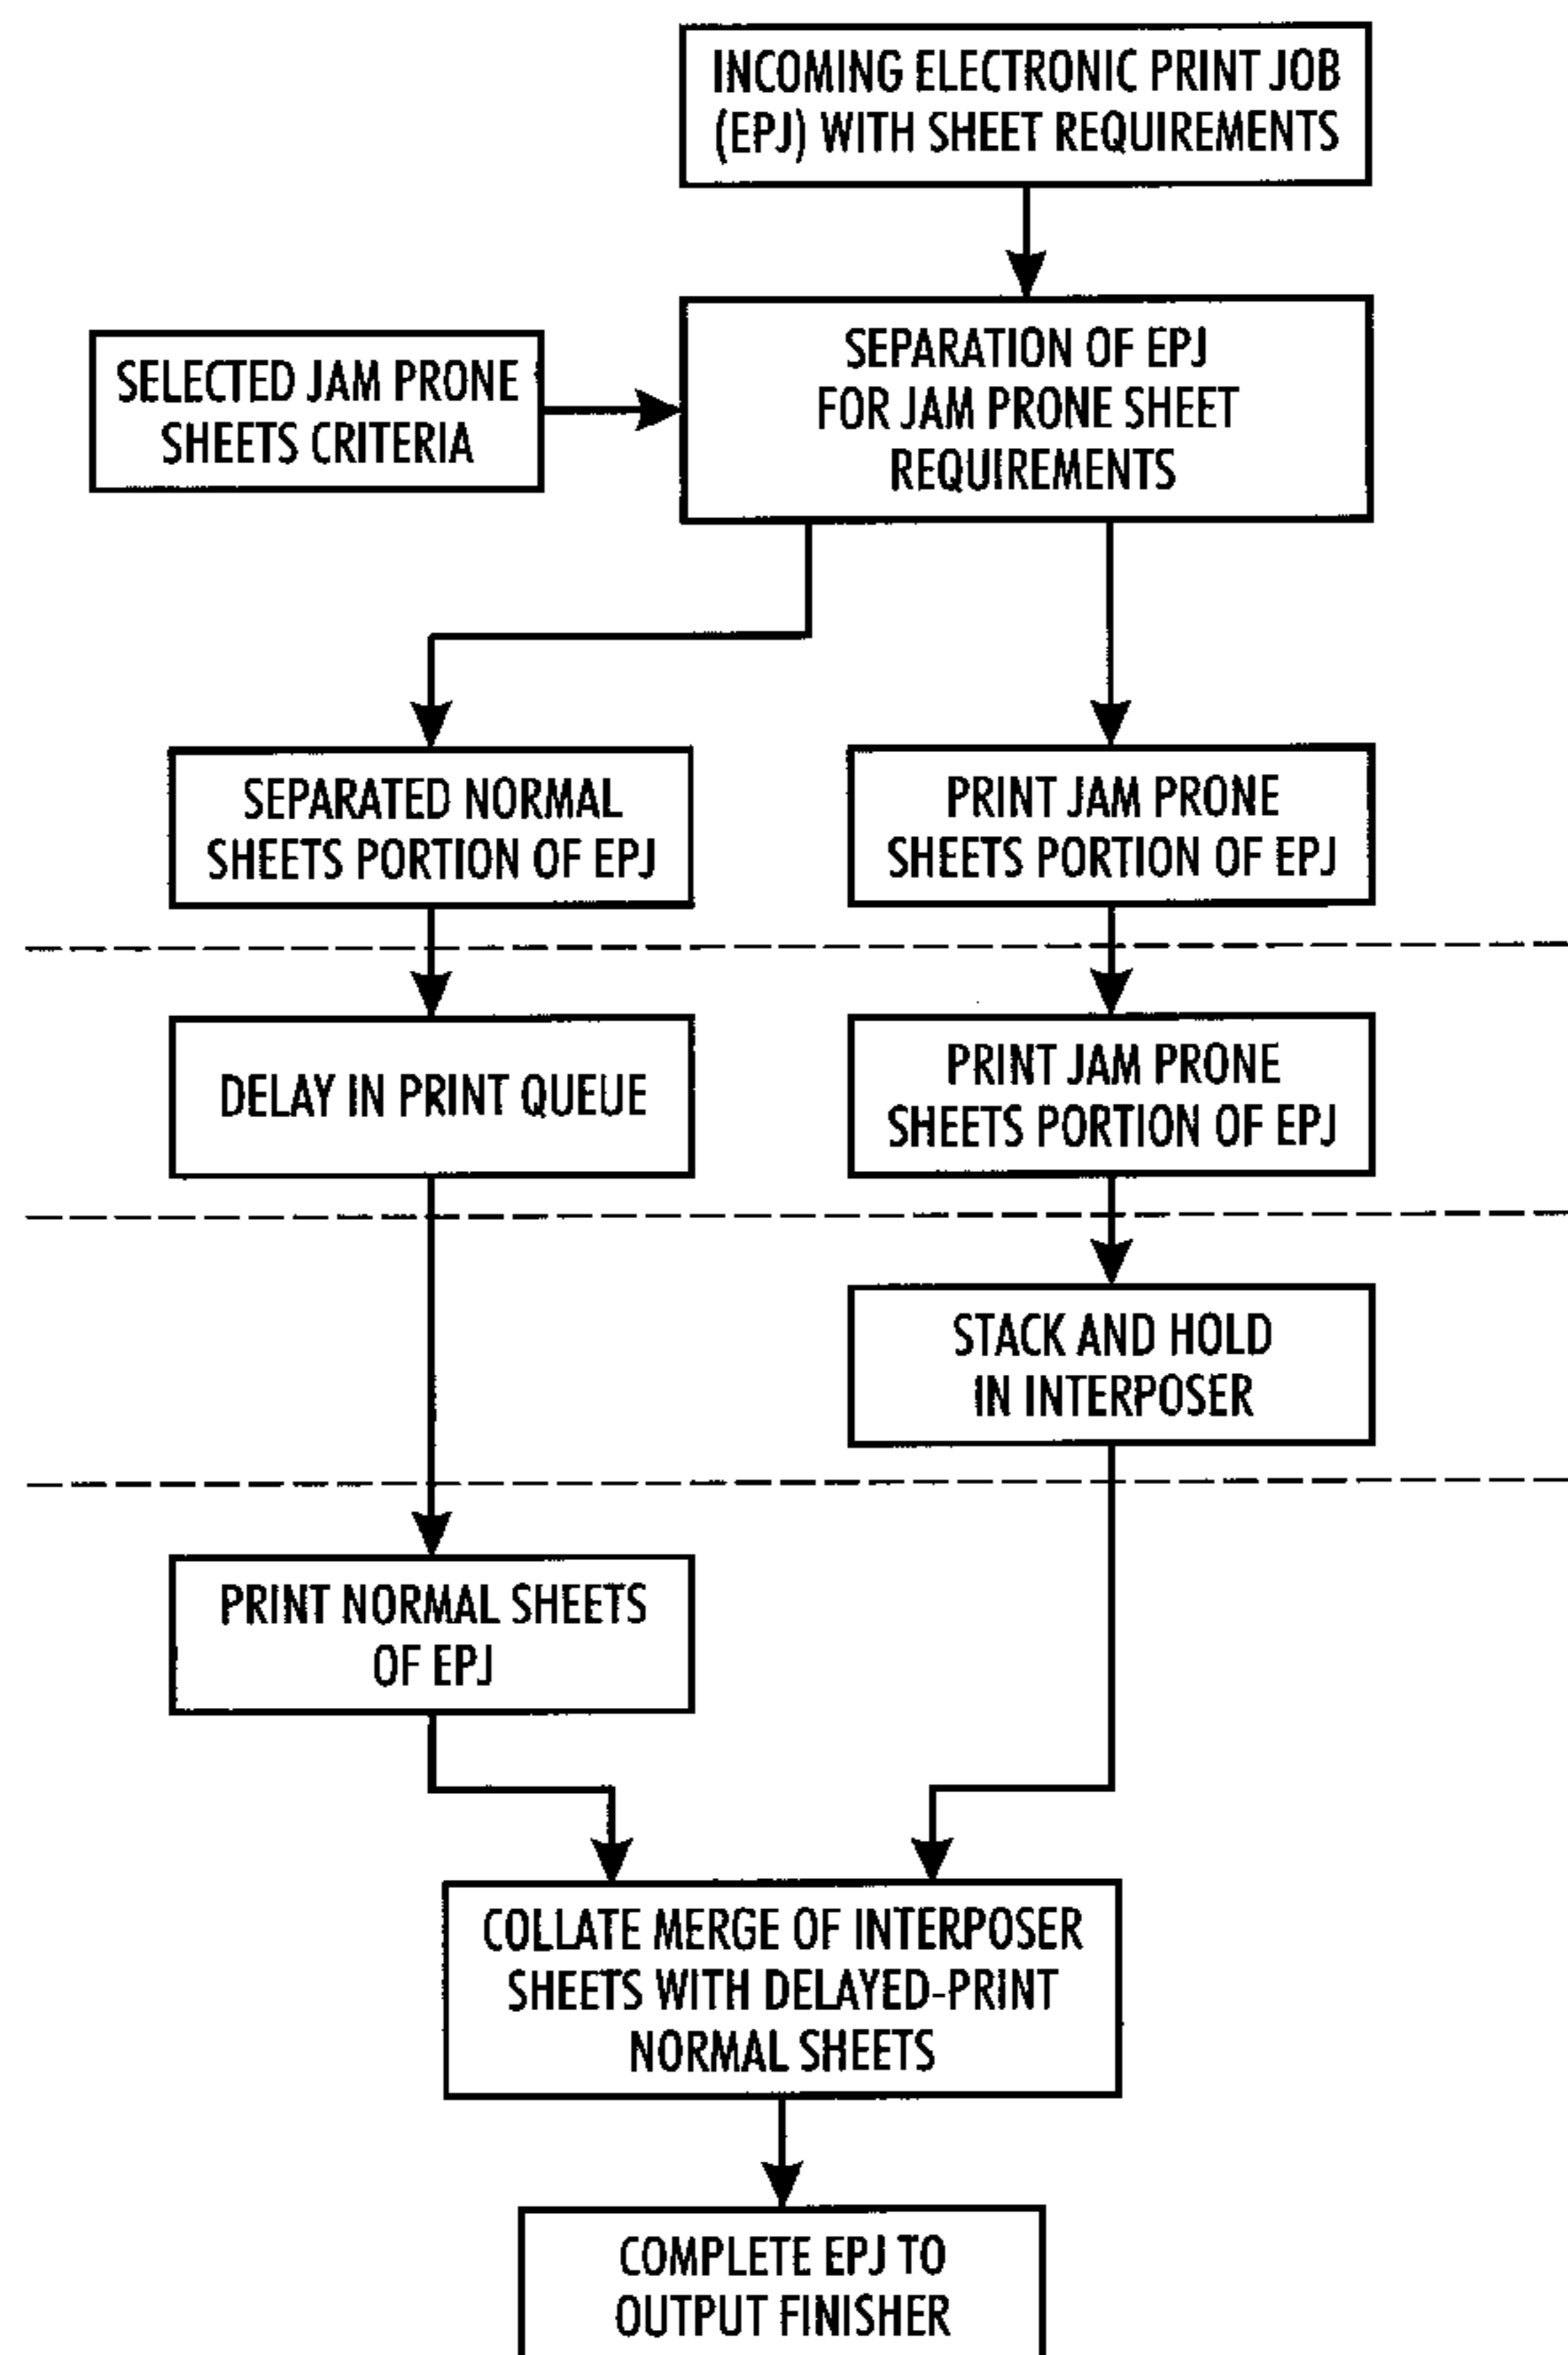 INCOMING ELECTRONIC PRINT JOB
(EPJ) WITH SHEET REQUIREMENTS
SELECTED JAM PRONE
SHEETS CRITERIA
SEPARATION OF EPJ
FOR JAM PRONE SHEET
REQUIREMENTS
SEPARATED NORMAL
SHEETS PORTION OF EPJ
PRINT JAM PRONE
SHEETS PORTION OF EPJ
DELAY IN PRINT QUEUE
PRINT JAM PRONE
SHEETS PORTION OF EPJ
STACK AND HOLD
IN INTERPOSER
PRINT NORMAL SHEETS
OF EPJ
COLLATE MERGE OF INTERPOSER
SHEETS WITH DELAYED-PRINT
NORMAL SHEETS
COMPLETE EPJ TO
OUTPUT FINISHER